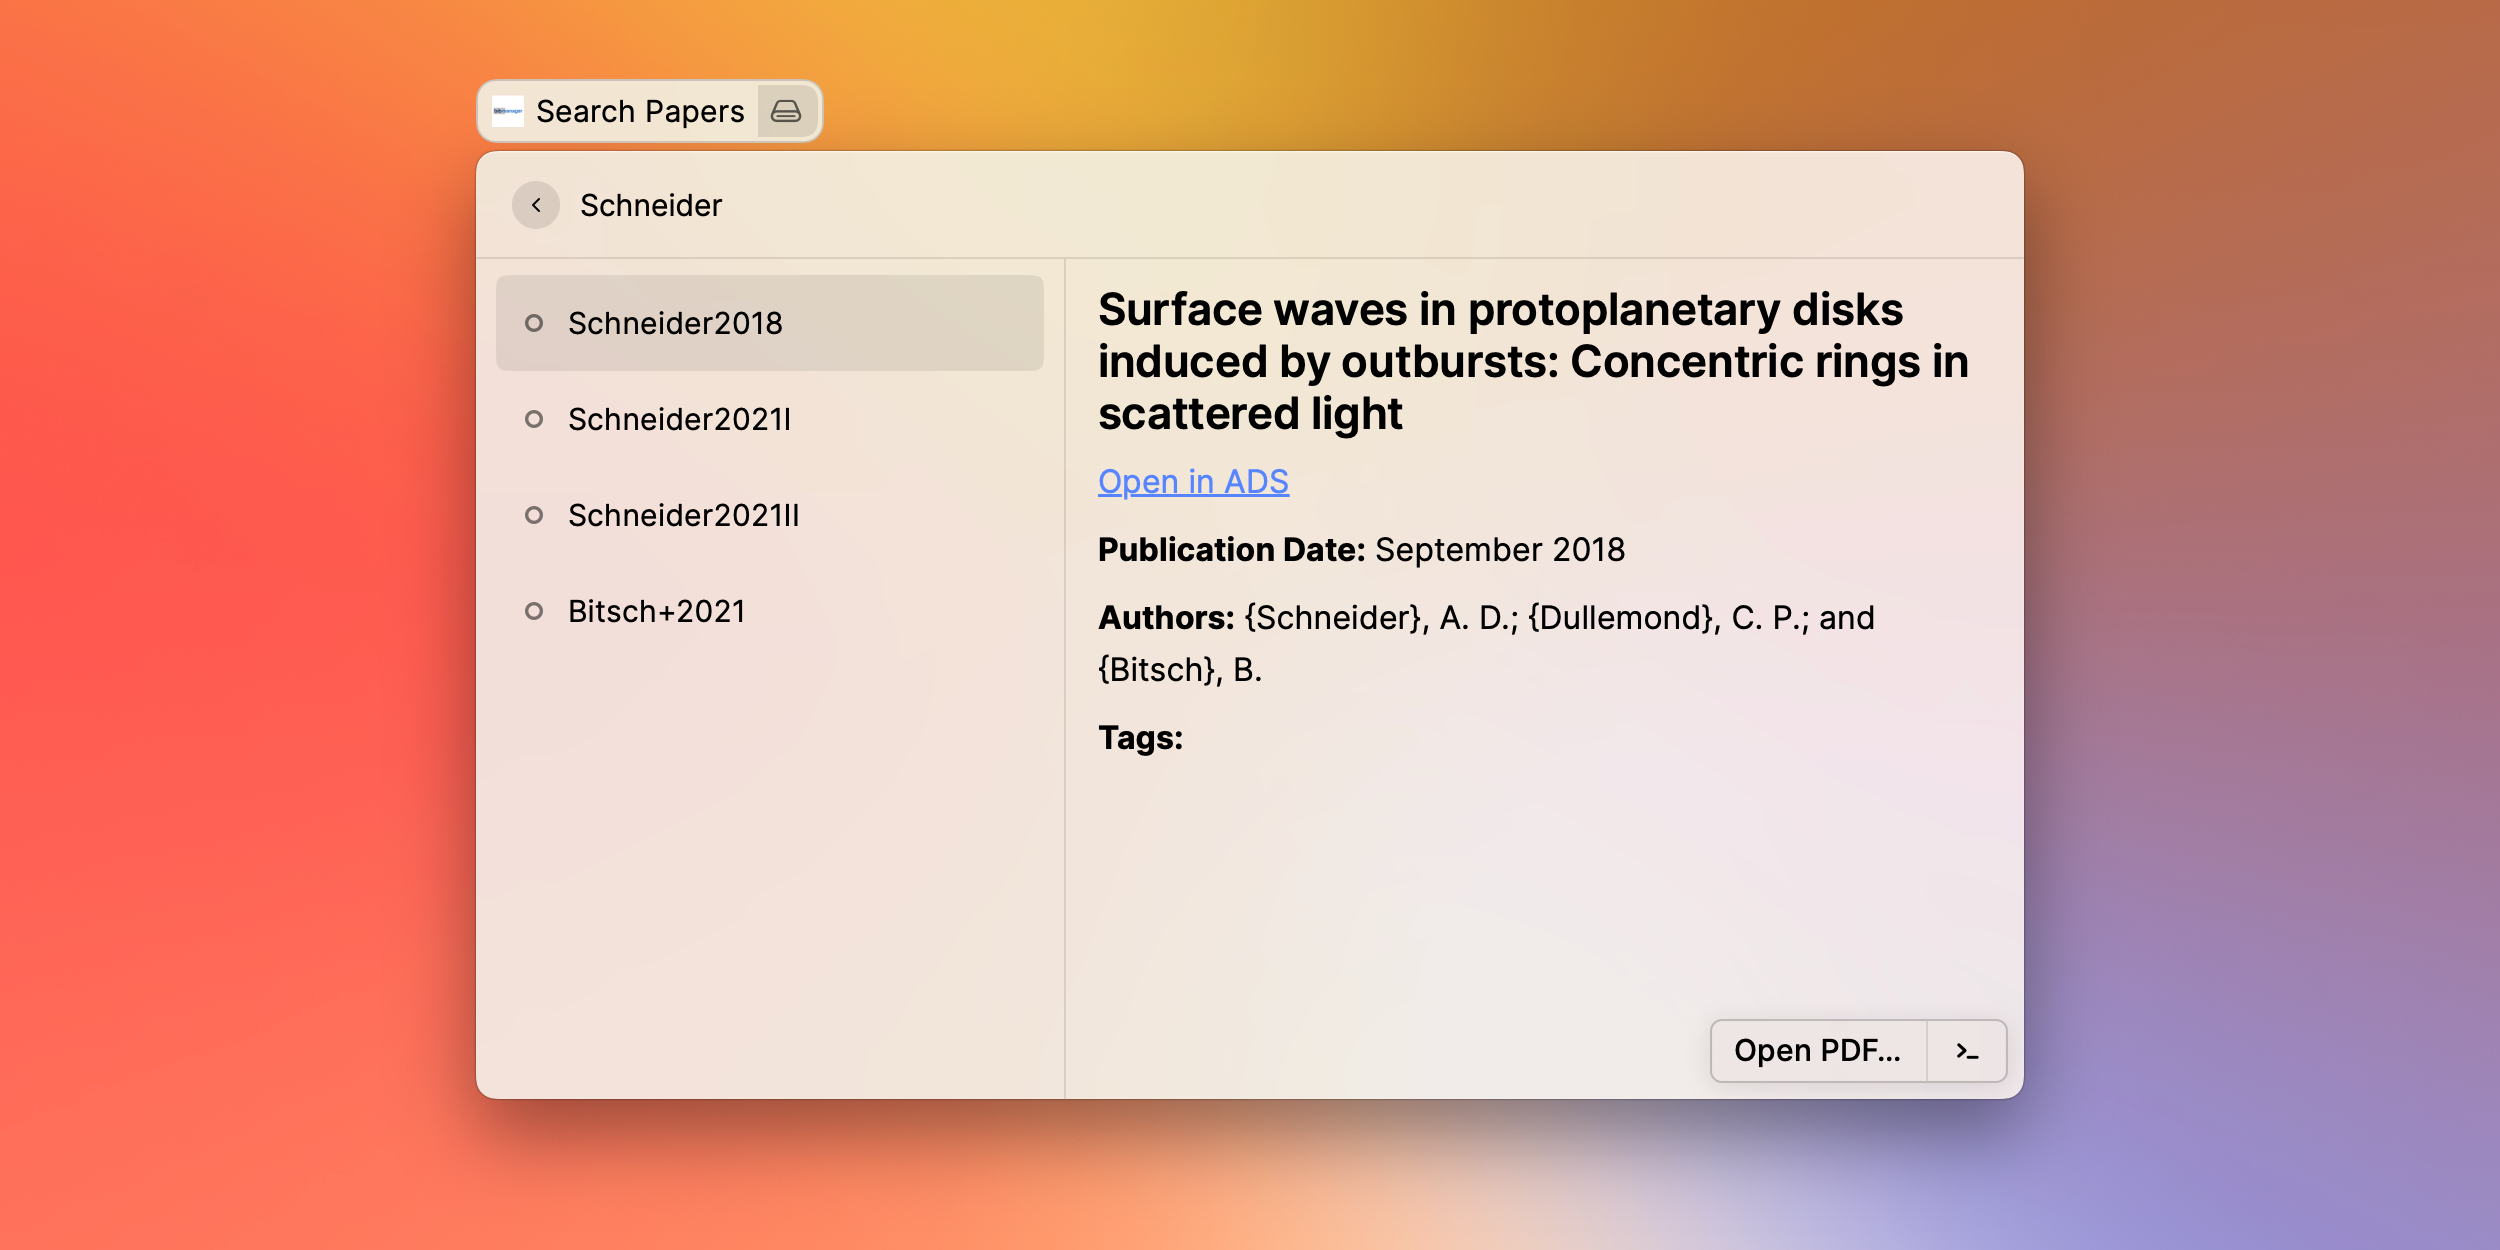 Search Papers
Schneider
Schneider2018
Schneider2021I
Schneider2021II
Bitsch+2021
Surface waves in protoplanetary disks
induced by outbursts: Concentric rings in
scattered light
Open in ADS
Publication Date: September 2018
Authors: {Schneider}, A. D.; {Dullemond}, C. P.; and
{Bitsch}, B.
Tags:
Open PDF...